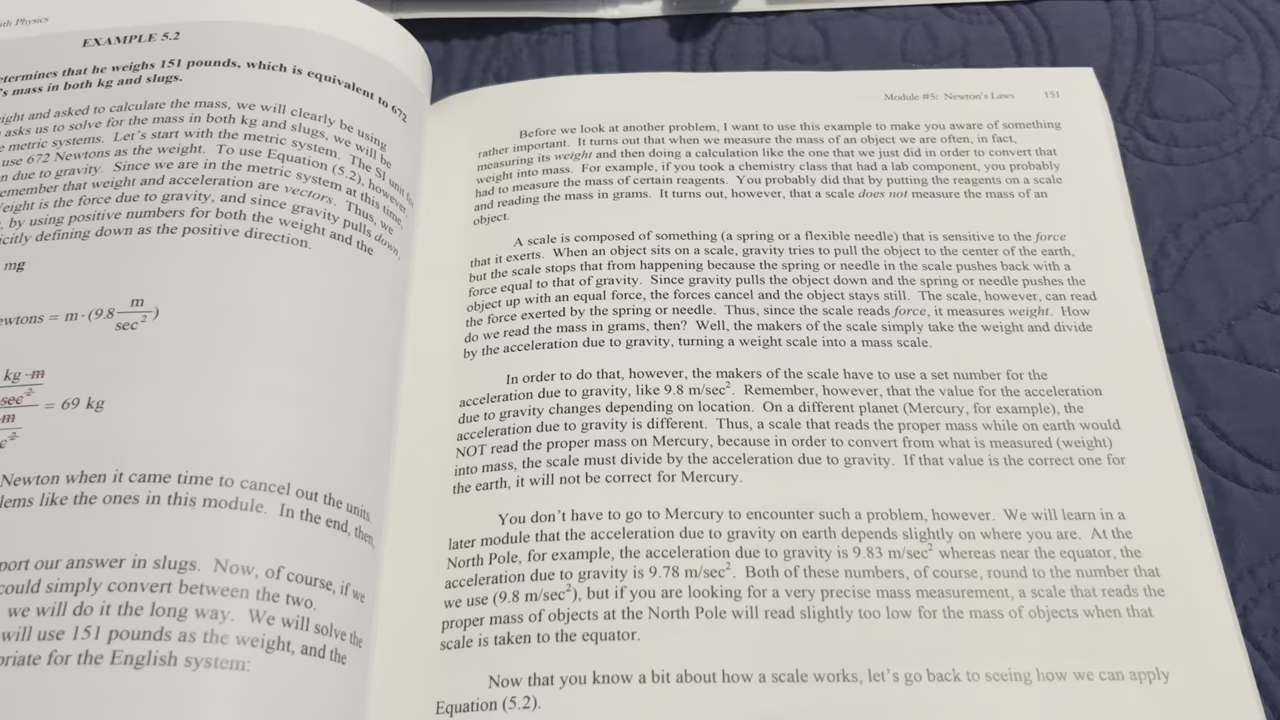 ith Physics
EXAMPLE 5.2
etermines that he weighs 151 pounds, which is equivalent to 672
's mass in both kg and slugs.
eight and asked to calculate the mass, we will clearly be using
asks us to solve for the mass in both kg and slugs, we will be
metric systems. Let's start with the metric system. The SI unit for
use 672 Newtons as the weight. To use Equation (5.2), however,
n due to gravity. Since we are in the metric system at this time,
emember that weight and acceleration are vectors. Thus, we
eight is the force due to gravity, and since gravity pulls down,
, by using positive numbers for both the weight and the
icitly defining down as the positive direction.
mg
ewtons = m·(9.8 m/sec²)
kg·m/sec² / m/c² = 69 kg
Newton when it came time to cancel out the units.
lems like the ones in this module. In the end, then,
port our answer in slugs. Now, of course, if we
could simply convert between the two.
we will do it the long way. We will solve the
will use 151 pounds as the weight, and the
priate for the English system:
Module #5: Newton's Laws 151
Before we look at another problem, I want to use this example to make you aware of something
rather important. It turns out that when we measure the mass of an object we are often, in fact,
measuring its weight and then doing a calculation like the one that we just did in order to convert that
weight into mass. For example, if you took a chemistry class that had a lab component, you probably
had to measure the mass of certain reagents. You probably did that by putting the reagents on a scale
and reading the mass in grams. It turns out, however, that a scale does not measure the mass of an
object.
A scale is composed of something (a spring or a flexible needle) that is sensitive to the force
that it exerts. When an object sits on a scale, gravity tries to pull the object to the center of the earth,
but the scale stops that from happening because the spring or needle in the scale pushes back with a
force equal to that of gravity. Since gravity pulls the object down and the spring or needle pushes the
object up with an equal force, the forces cancel and the object stays still. The scale, however, can read
the force exerted by the spring or needle. Thus, since the scale reads force, it measures weight. How
do we read the mass in grams, then? Well, the makers of the scale simply take the weight and divide
by the acceleration due to gravity, turning a weight scale into a mass scale.
In order to do that, however, the makers of the scale have to use a set number for the
acceleration due to gravity, like 9.8 m/sec². Remember, however, that the value for the acceleration
due to gravity changes depending on location. On a different planet (Mercury, for example), the
acceleration due to gravity is different. Thus, a scale that reads the proper mass while on earth would
NOT read the proper mass on Mercury, because in order to convert from what is measured (weight)
into mass, the scale must divide by the acceleration due to gravity. If that value is the correct one for
the earth, it will not be correct for Mercury.
You don't have to go to Mercury to encounter such a problem, however. We will learn in a
later module that the acceleration due to gravity on earth depends slightly on where you are. At the
North Pole, for example, the acceleration due to gravity is 9.83 m/sec² whereas near the equator, the
acceleration due to gravity is 9.78 m/sec². Both of these numbers, of course, round to the number that
we use (9.8 m/sec²), but if you are looking for a very precise mass measurement, a scale that reads the
proper mass of objects at the North Pole will read slightly too low for the mass of objects when that
scale is taken to the equator.
Now that you know a bit about how a scale works, let's go back to seeing how we can apply
Equation (5.2).